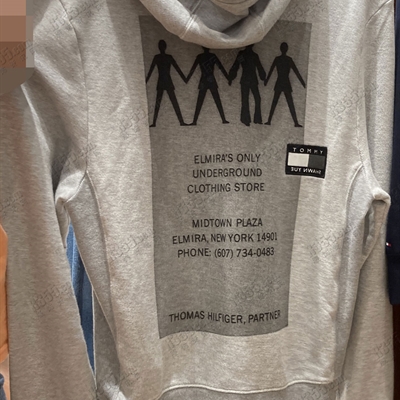 ELMIRA'S ONLY
UNDERGROUND
CLOTHING STORE
TOMMY
MIDTOWN PLAZA
ELMIRA, NEW YORK 14901
PHONE: (607) 734-0483
THOMAS HILFIGER, PARTNER